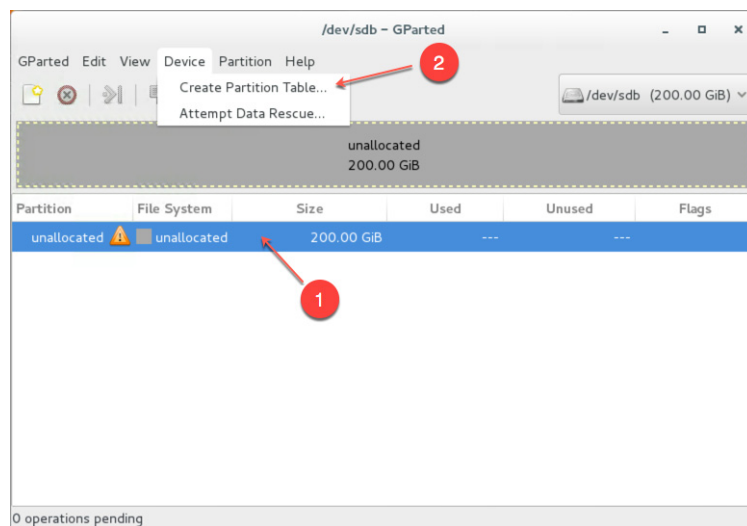 /dev/sdb – GParted
GParted Edit View Device Partition Help
2
Create Partition Table...
Attempt Data Rescue...
/dev/sdb (200.00 GiB)
unallocated
200.00 GiB
Partition File System Size Used Unused Flags
unallocated unallocated 200.00 GiB --- ---
1
0 operations pending